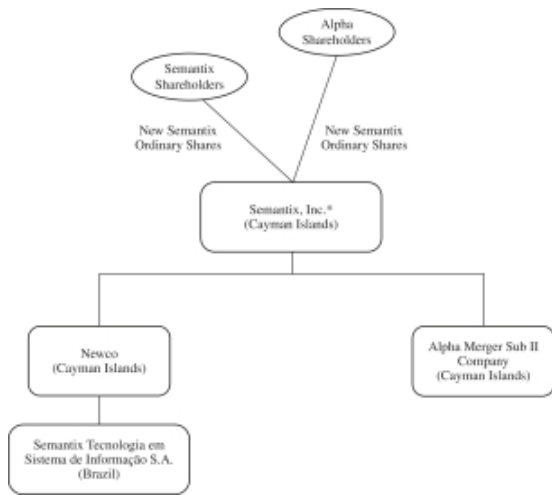 Alpha
Shareholders
Semantix
Shareholders
New Semantix
Ordinary Shares
New Semantix
Ordinary Shares
Semantix, Inc.*
(Cayman Islands)
Newco
(Cayman Islands)
Alpha Merger Sub II
Company
(Cayman Islands)
Semantix Tecnologia em
Sistema de Informação S.A.
(Brazil)